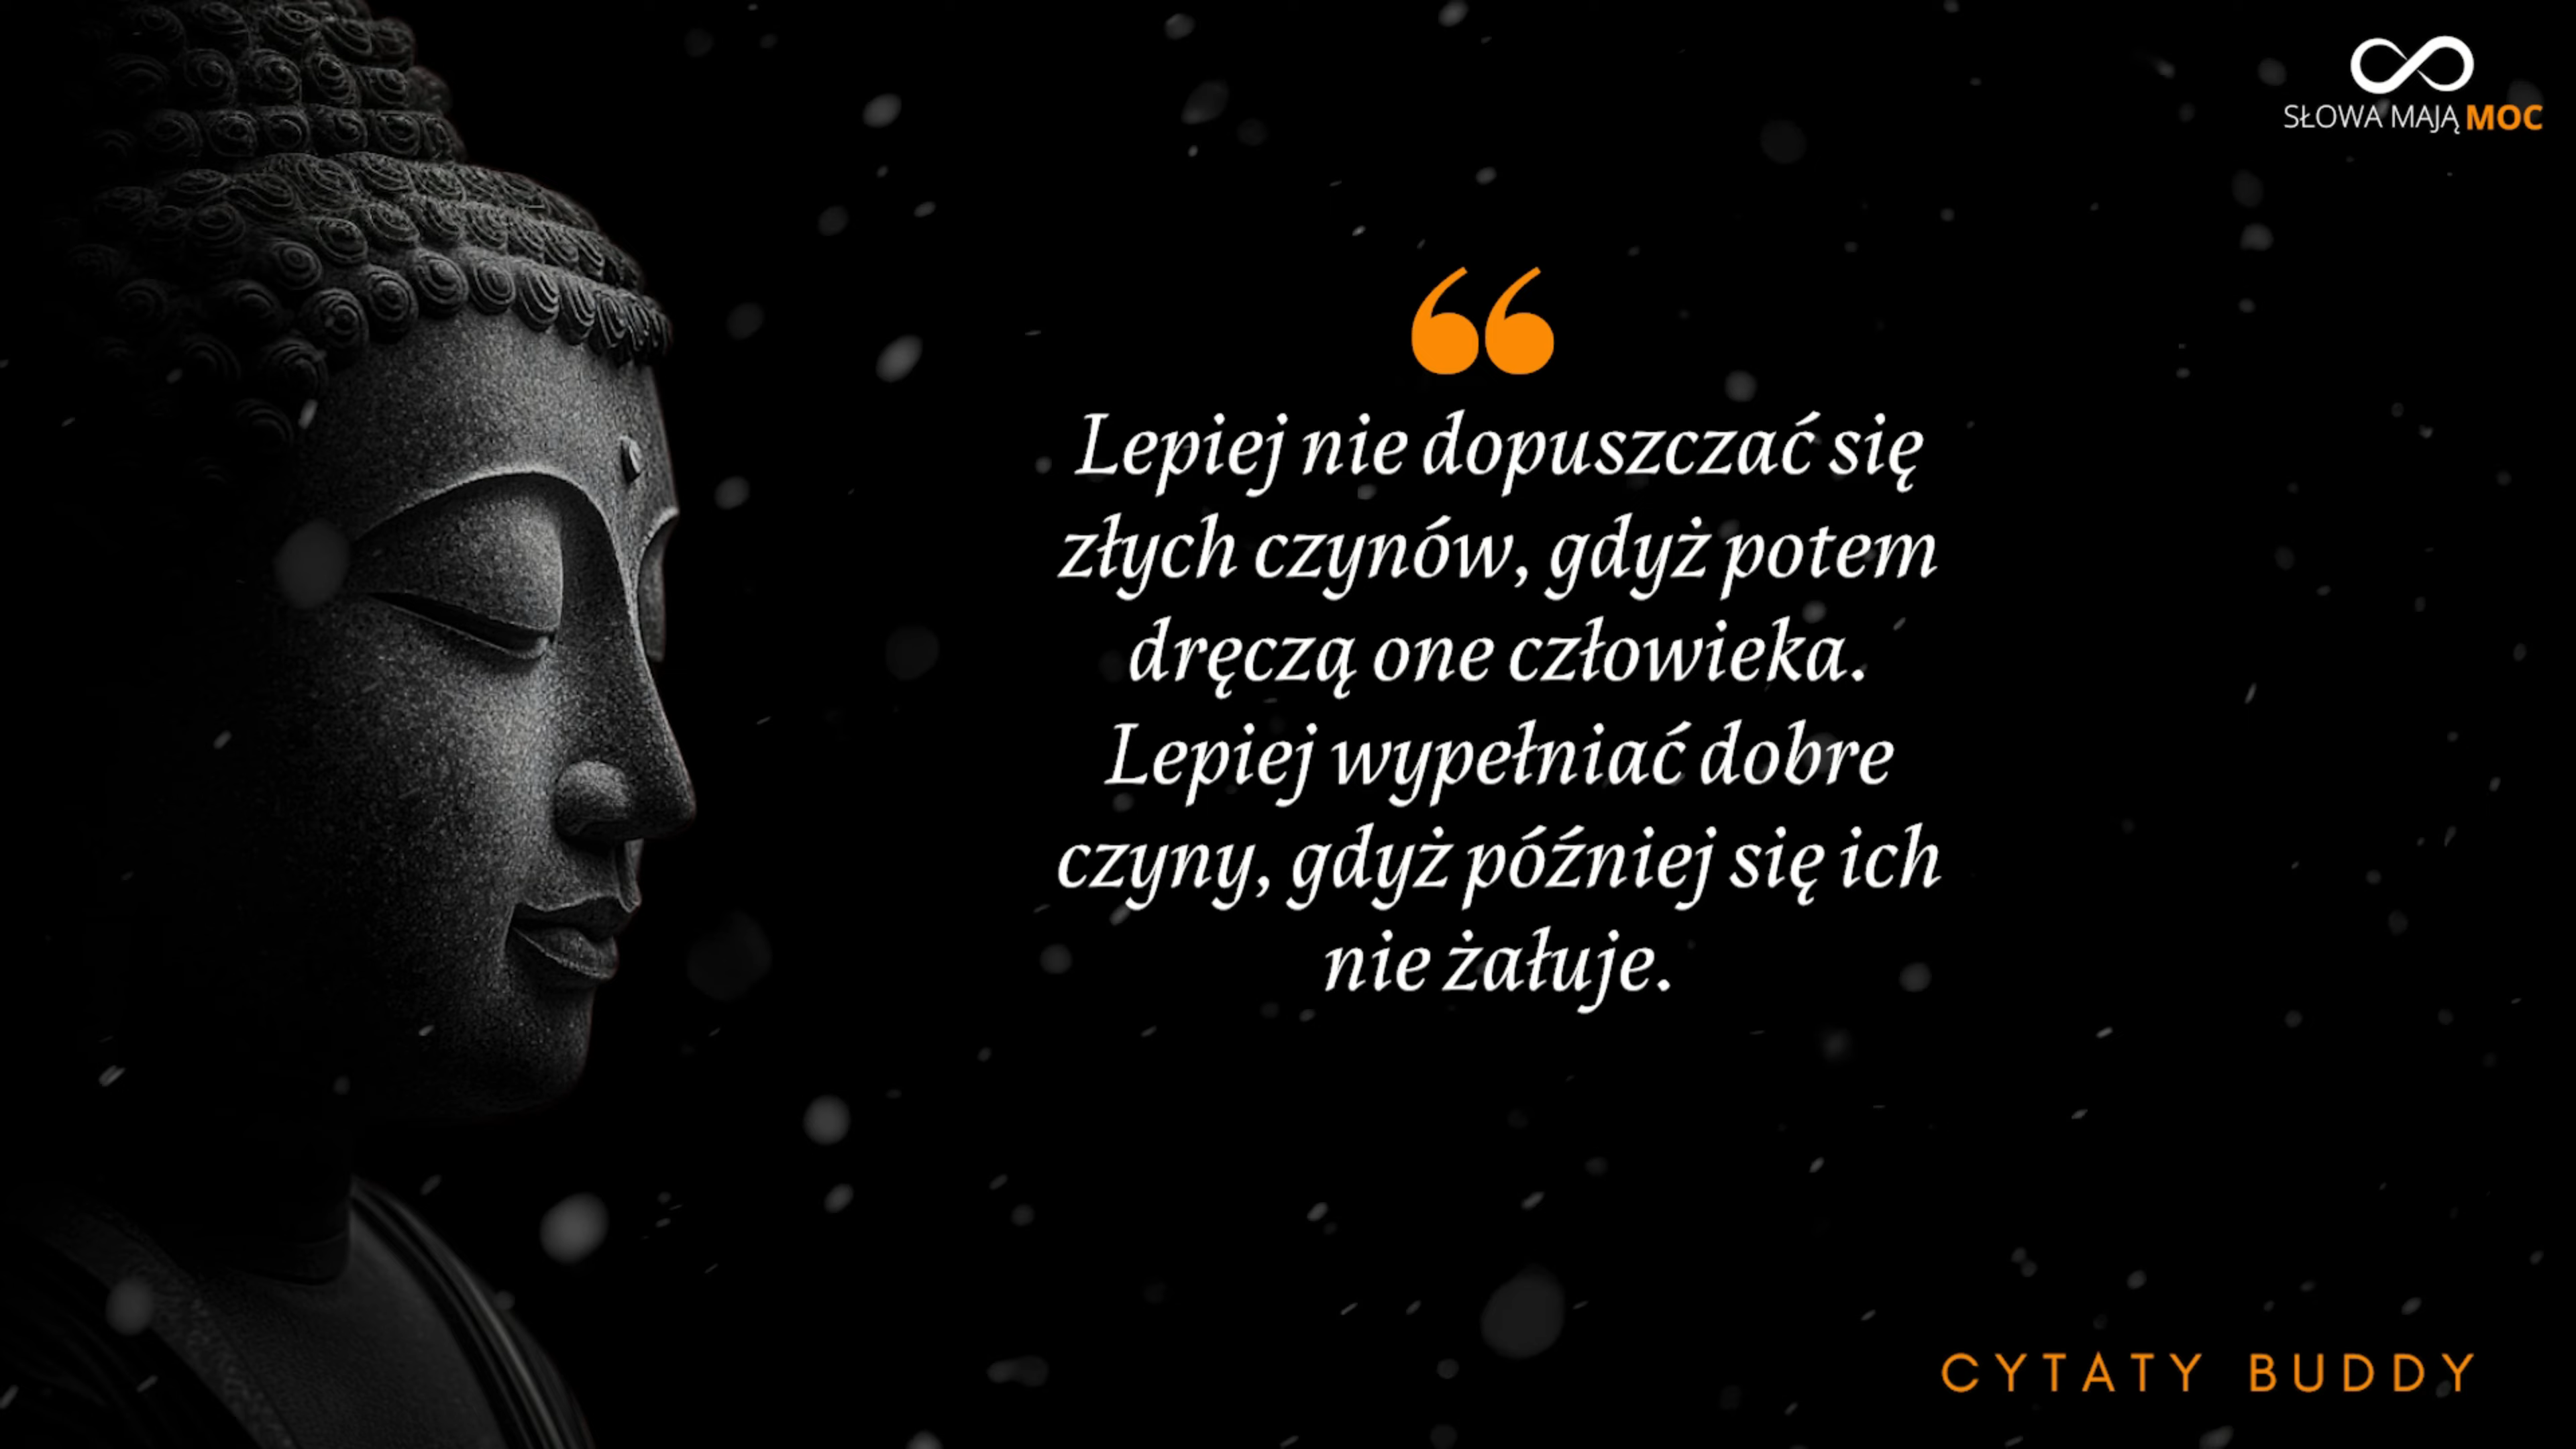 SŁOWA MAJĄ MOC
“
Lepiej nie dopuszczać się
złych czynów, gdyż potem
dręczą one człowieka.
Lepiej wypełniać dobre
czyny, gdyż później się ich
nie żałuje.
CYTATY BUDDY